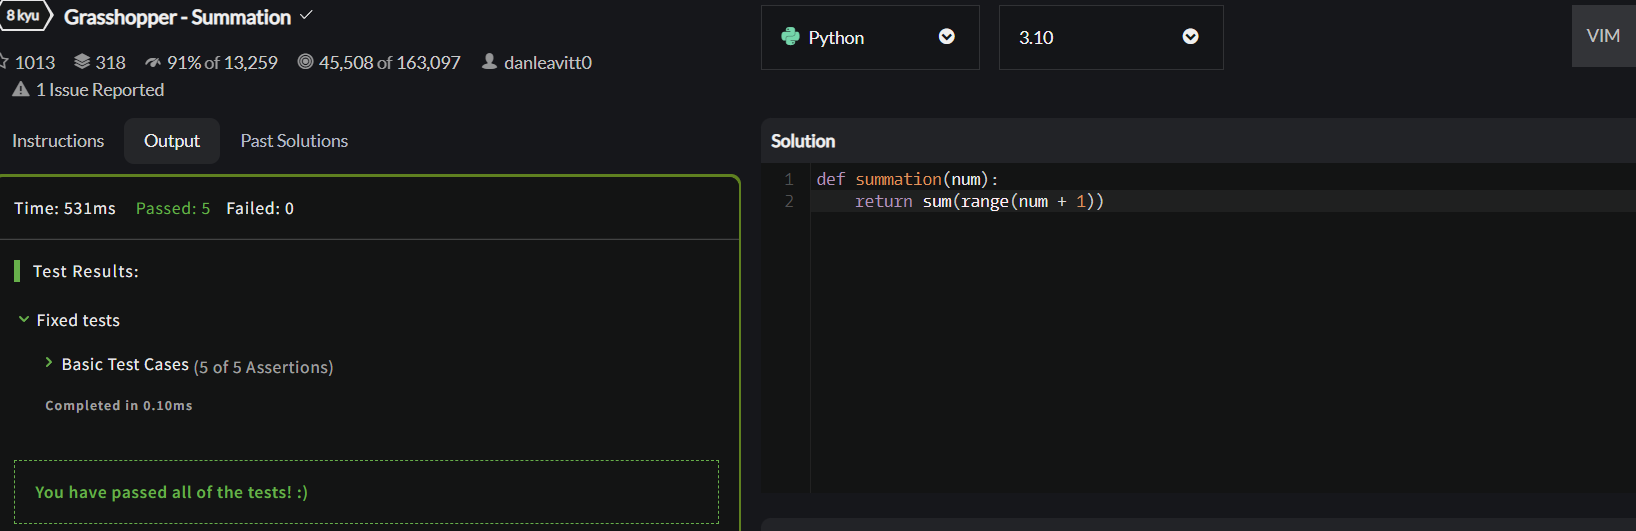 8 kyu Grasshopper - Summation
1013 318 91% of 13,259 45,508 of 163,097 danleavitt0
1 Issue Reported
Instructions Output Past Solutions
Time: 531ms Passed: 5 Failed: 0
Test Results:
Fixed tests
Basic Test Cases (5 of 5 Assertions)
Completed in 0.10ms
You have passed all of the tests! :)
Python 3.10 VIM
Solution
1 def summation(num):
2     return sum(range(num + 1))